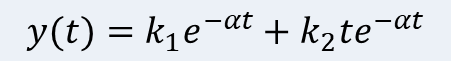 y(t) = k₁e^{-αt} + k₂te^{-αt}